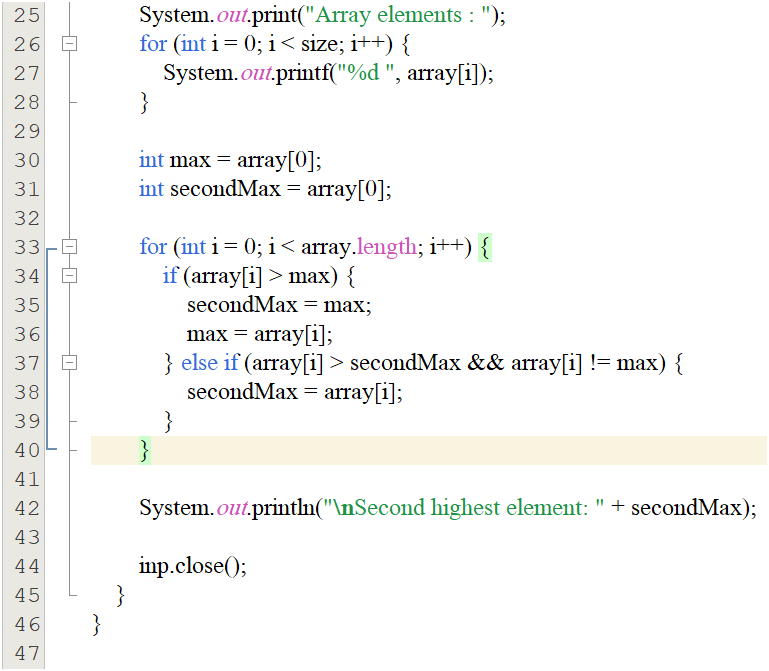 25 System.out.print("Array elements : ");
26 for (int i = 0; i < size; i++) {
27 System.out.printf("%d ", array[i]);
28 }
29
30 int max = array[0];
31 int secondMax = array[0];
32
33 for (int i = 0; i < array.length; i++) {
34 if (array[i] > max) {
35 secondMax = max;
36 max = array[i];
37 } else if (array[i] > secondMax && array[i] != max) {
38 secondMax = array[i];
39 }
40 }
41
42 System.out.println("\nSecond highest element: " + secondMax);
43
44 inp.close();
45 }
46 }
47